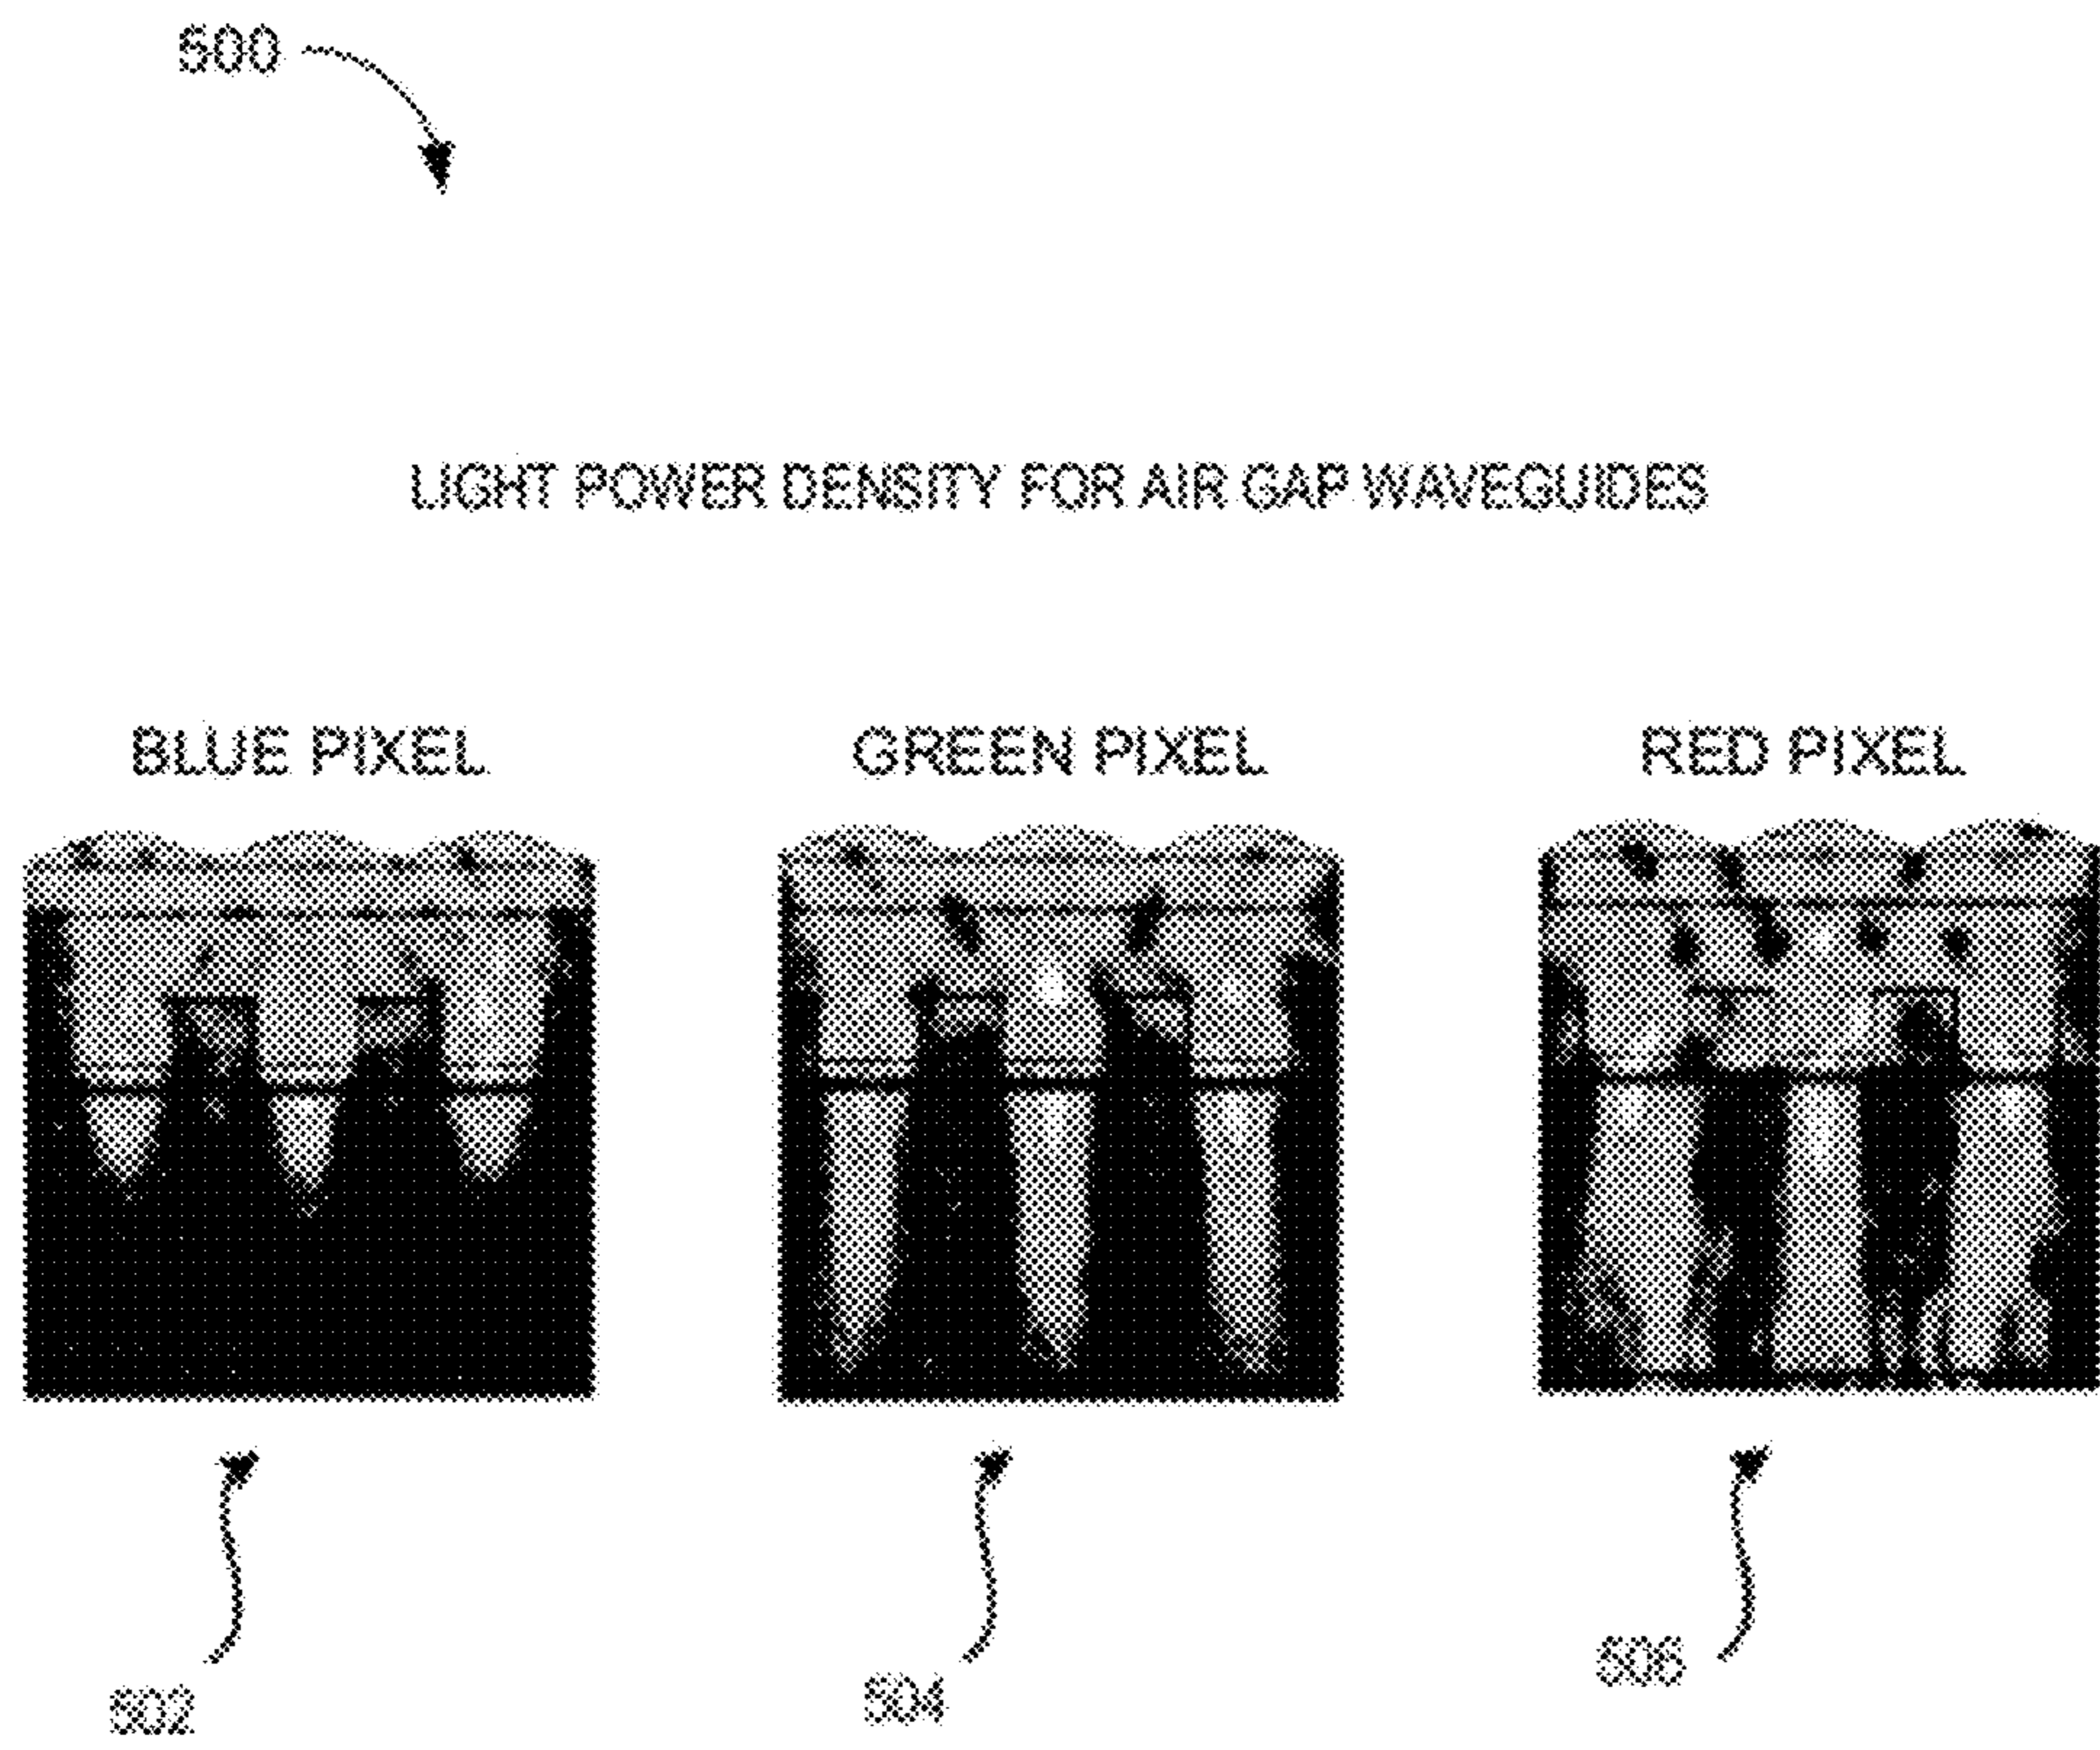 500
LIGHT POWER DENSITY FOR AIR GAP WAVEGUIDES
BLUE PIXEL GREEN PIXEL RED PIXEL
502 504 506